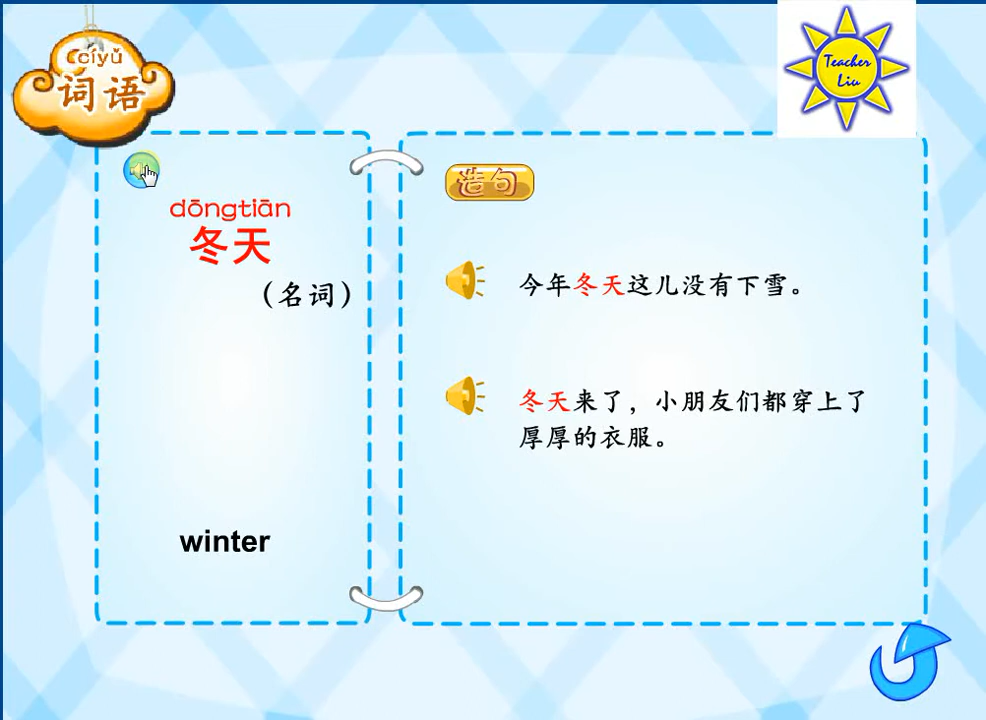 cíyǔ
词语
Teacher
Liu
dōngtiān
冬天
（名词）
winter
造句
今年冬天这儿没有下雪。
冬天来了，小朋友们都穿上了
厚厚的衣服。